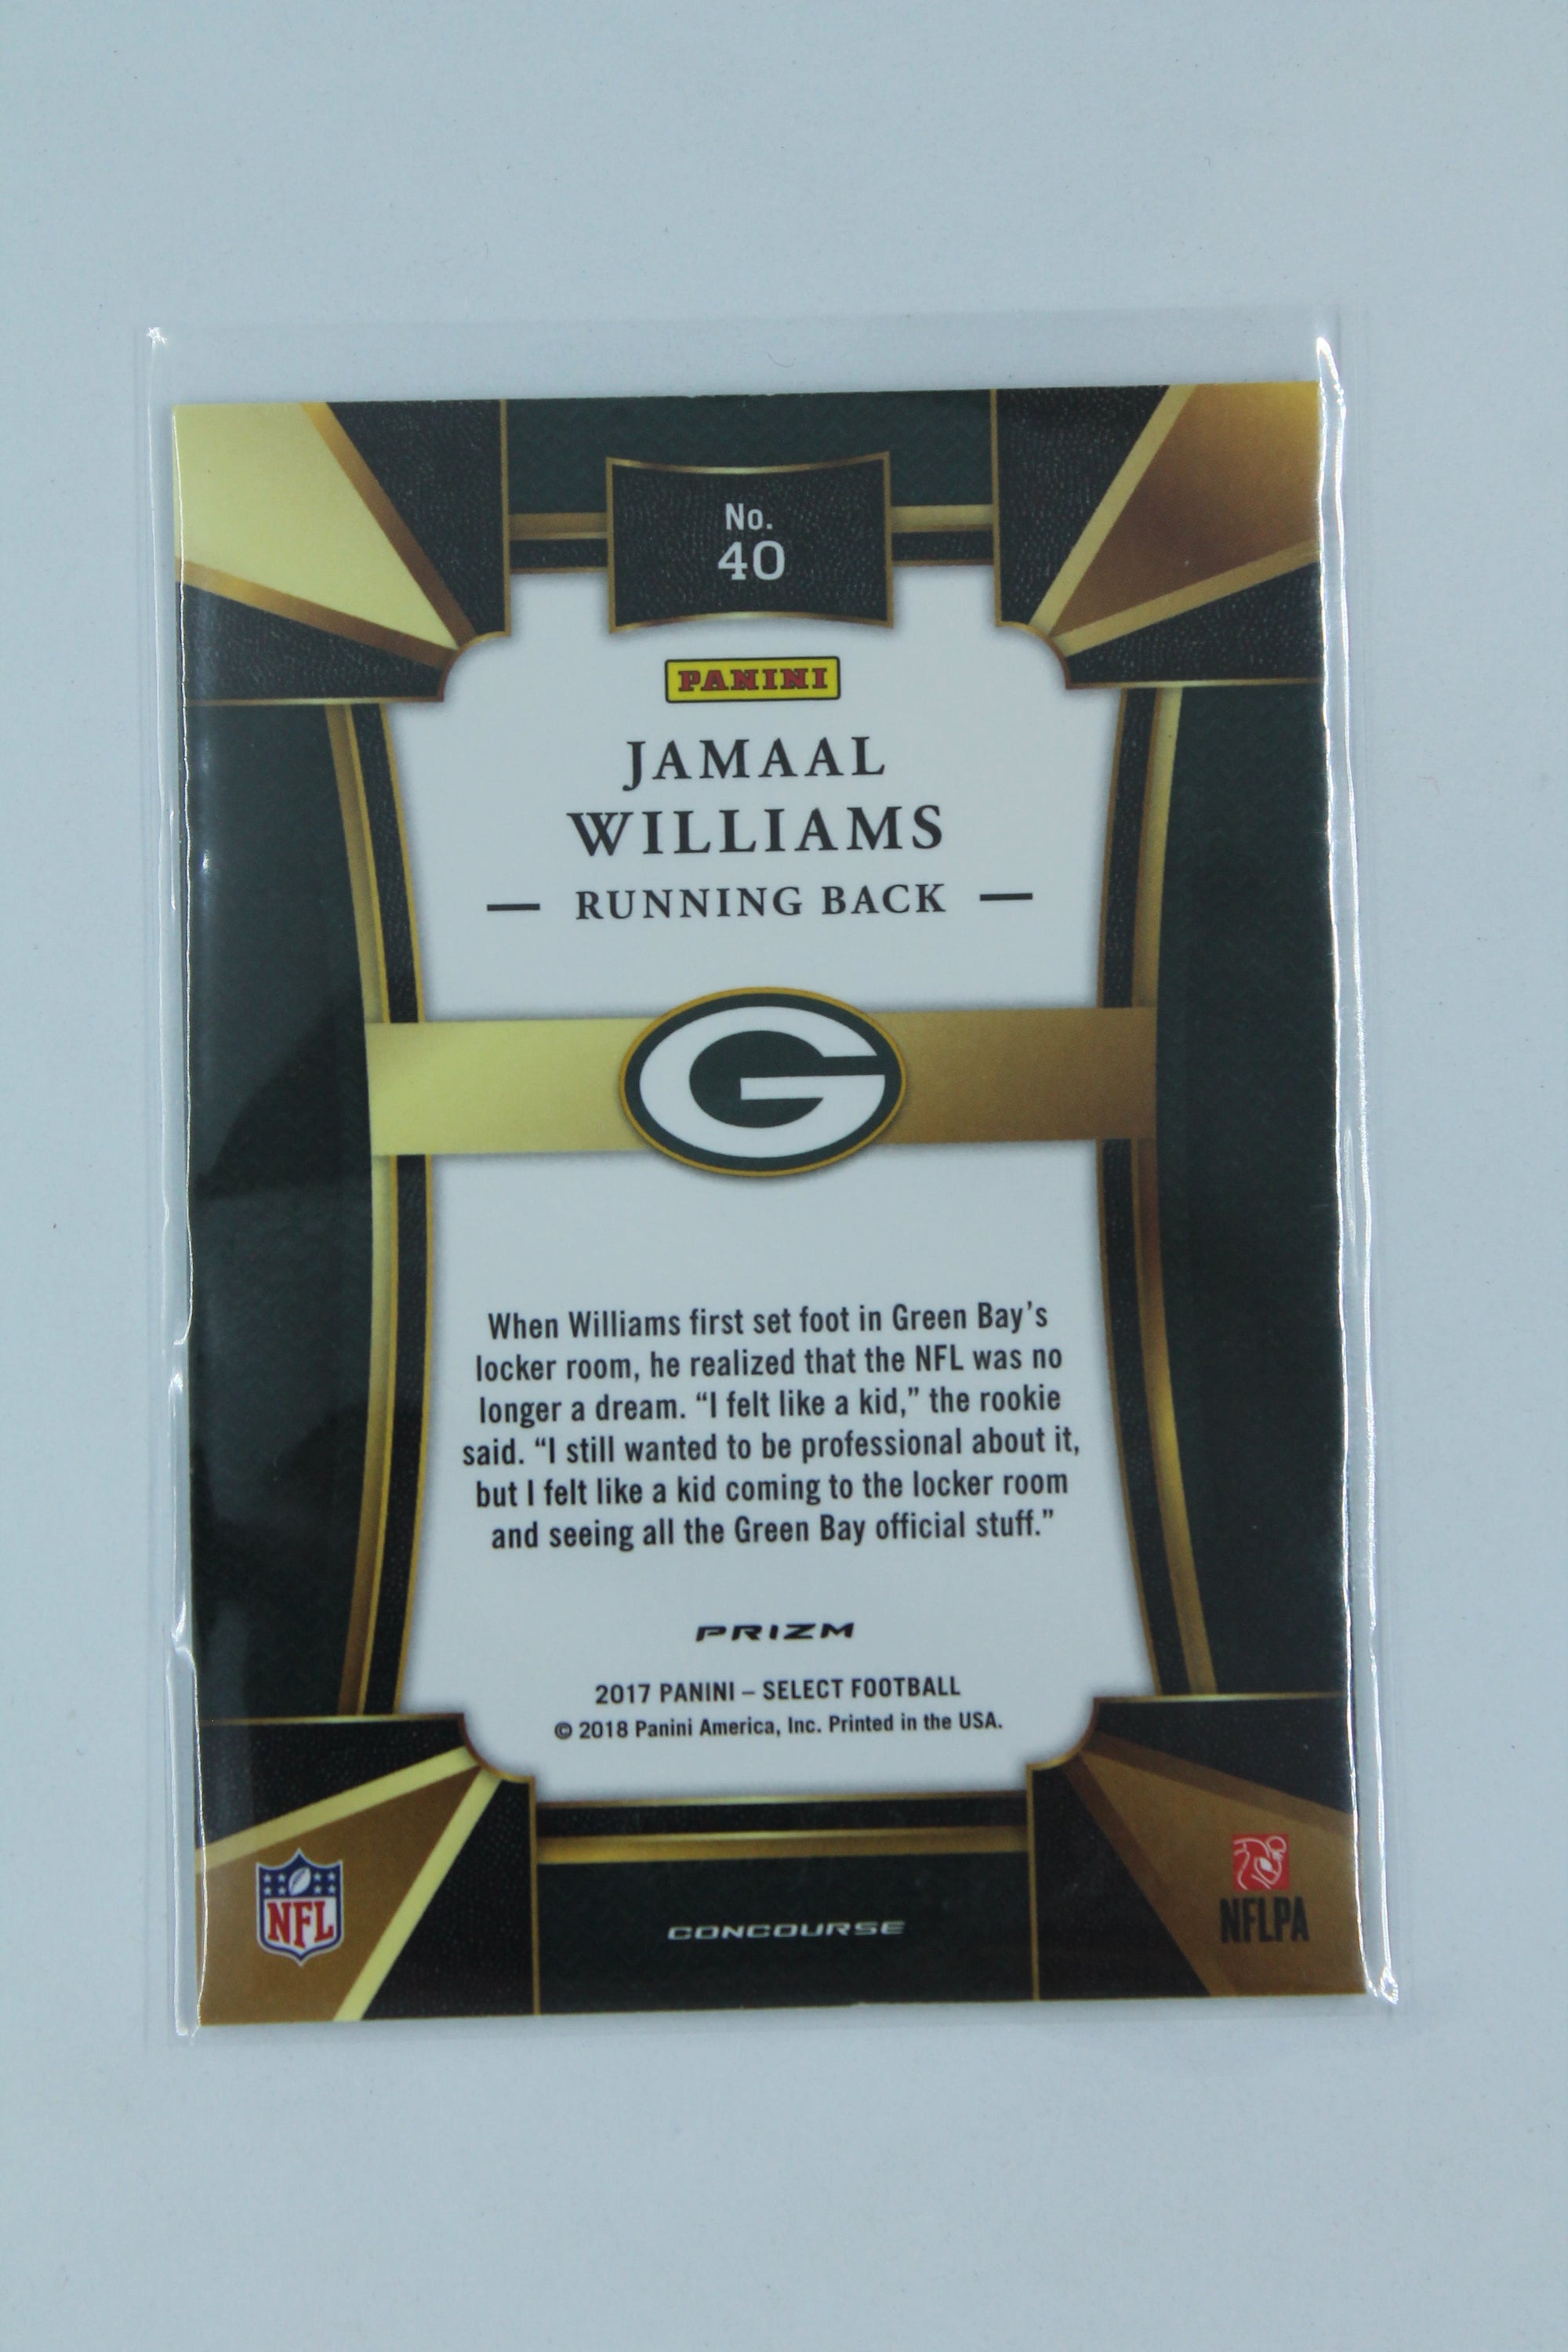 No.
40
PANINI
JAMAAL
WILLIAMS
— RUNNING BACK —
G
When Williams first set foot in Green Bay’s
locker room, he realized that the NFL was no
longer a dream. “I felt like a kid,” the rookie
said. “I still wanted to be professional about it,
but I felt like a kid coming to the locker room
and seeing all the Green Bay official stuff.”
PRIZM
2017 PANINI – SELECT FOOTBALL
© 2018 Panini America, Inc. Printed in the USA.
NFL
CONCOURSE
NFLPA